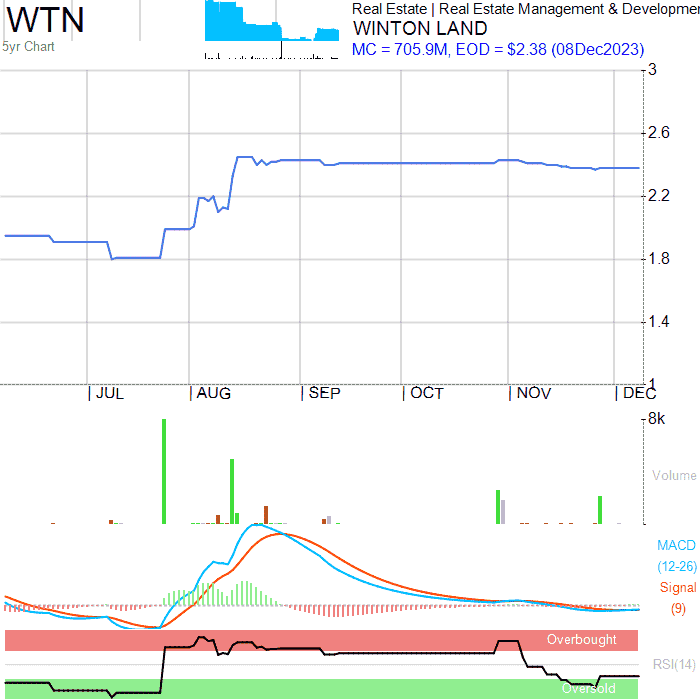 WTN
5yr Chart
Real Estate | Real Estate Management & Developmen
WINTON LAND
MC = 705.9M, EOD = $2.38 (08Dec2023)
3
2.6
2.2
1.8
1.4
1
JUL AUG SEP OCT NOV DEC
8k
Volume
MACD
(12-26)
Signal
(9)
Overbought
RSI(14)
Oversold